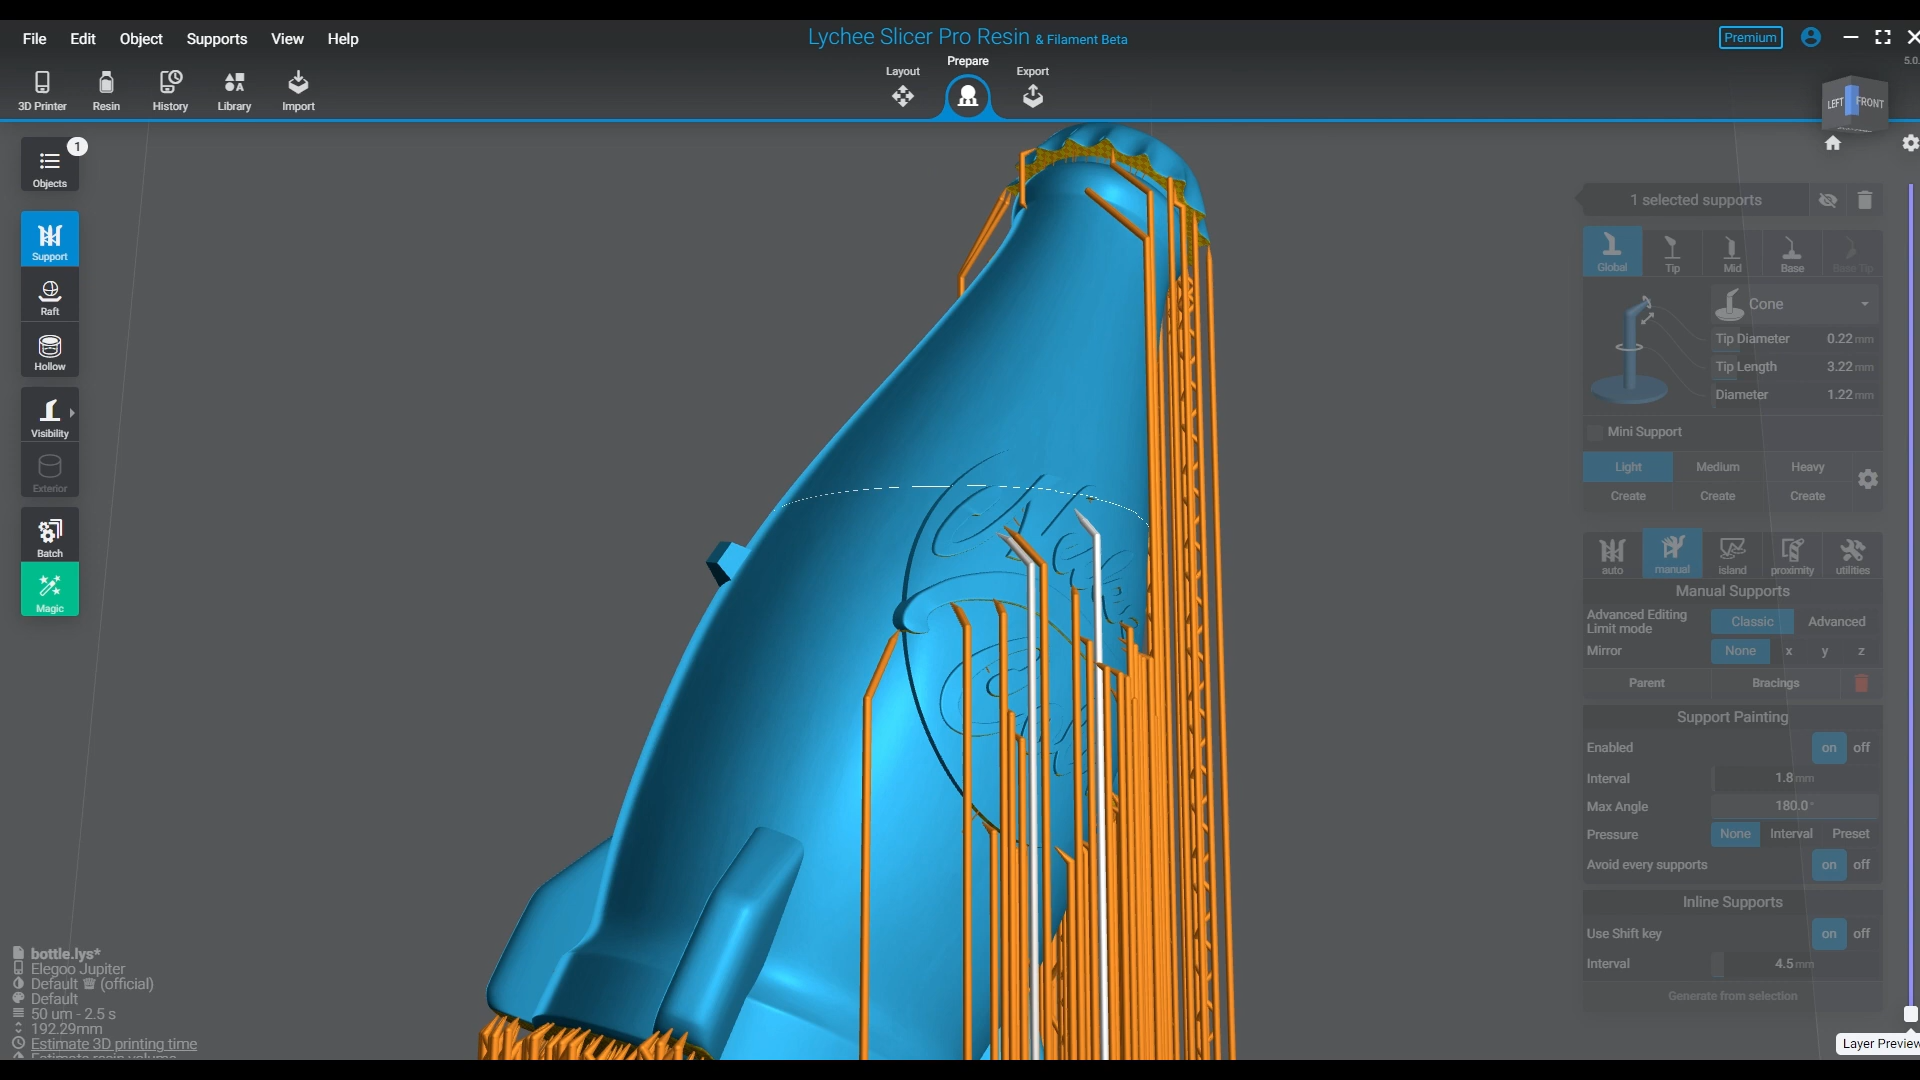 File Edit Object Supports View Help
Lychee Slicer Pro Resin & Filament Beta
Premium
5.0.
3D Printer Resin History Library Import
Layout Prepare Export
LEFT FRONT
1
Objects
Support
Raft
Hollow
Visibility
Exterior
Batch
Magic
1 selected supports
Global Tip Mid Base Base Tip
Cone
Tip Diameter 0.22 mm
Tip Length 3.22 mm
Diameter 1.22 mm
Mini Support
Light Medium Heavy
Create Create Create
auto manual island proximity utilities
Manual Supports
Advanced Editing
Limit mode Classic Advanced
Mirror None x y z
Parent Bracings
Support Painting
Enabled on off
Interval 1.8 mm
Max Angle 180.0 °
Pressure None Interval Preset
Avoid every supports on off
Inline Supports
Use Shift key on off
Interval 4.5 mm
Generate from selection
Layer Preview
bottle.lys*
Elegoo Jupiter
Default (official)
Default
50 um - 2.5 s
192.29mm
Estimate 3D printing time
Estimate resin volume